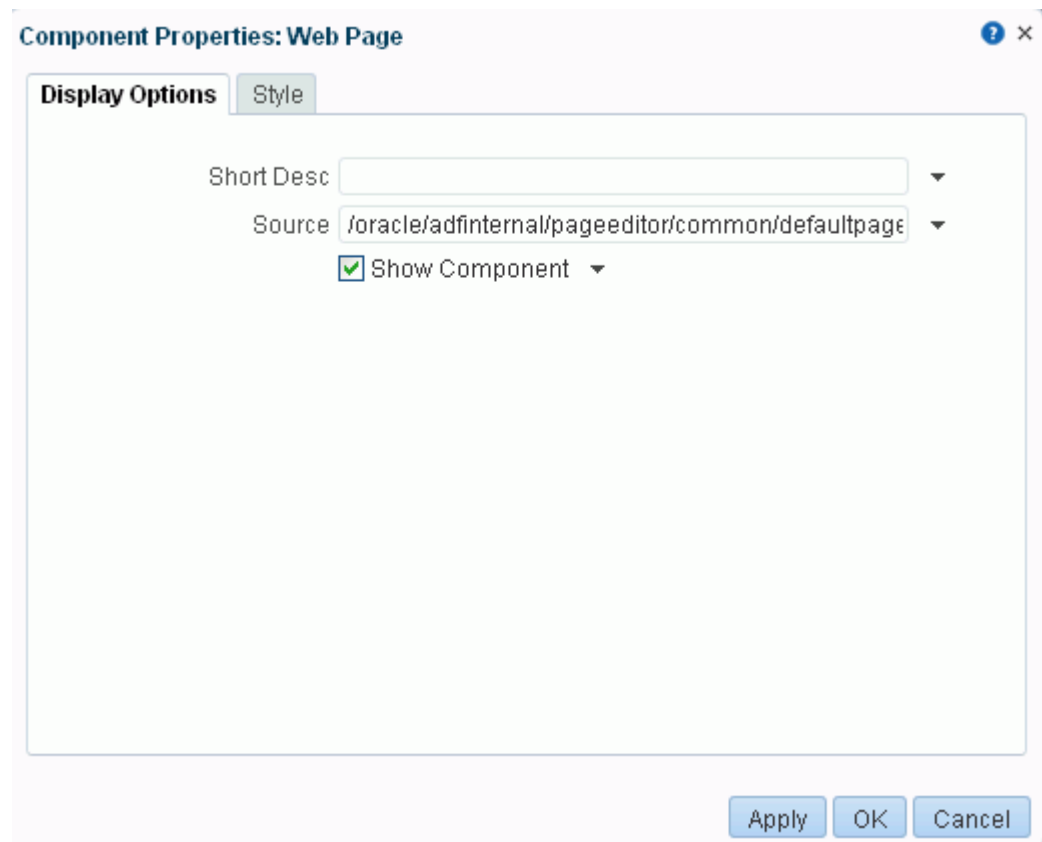 Component Properties: Web Page ? ×
Display Options Style
Short Desc
Source /oracle/adfinternal/pageeditor/common/defaultpage
Show Component
Apply OK Cancel